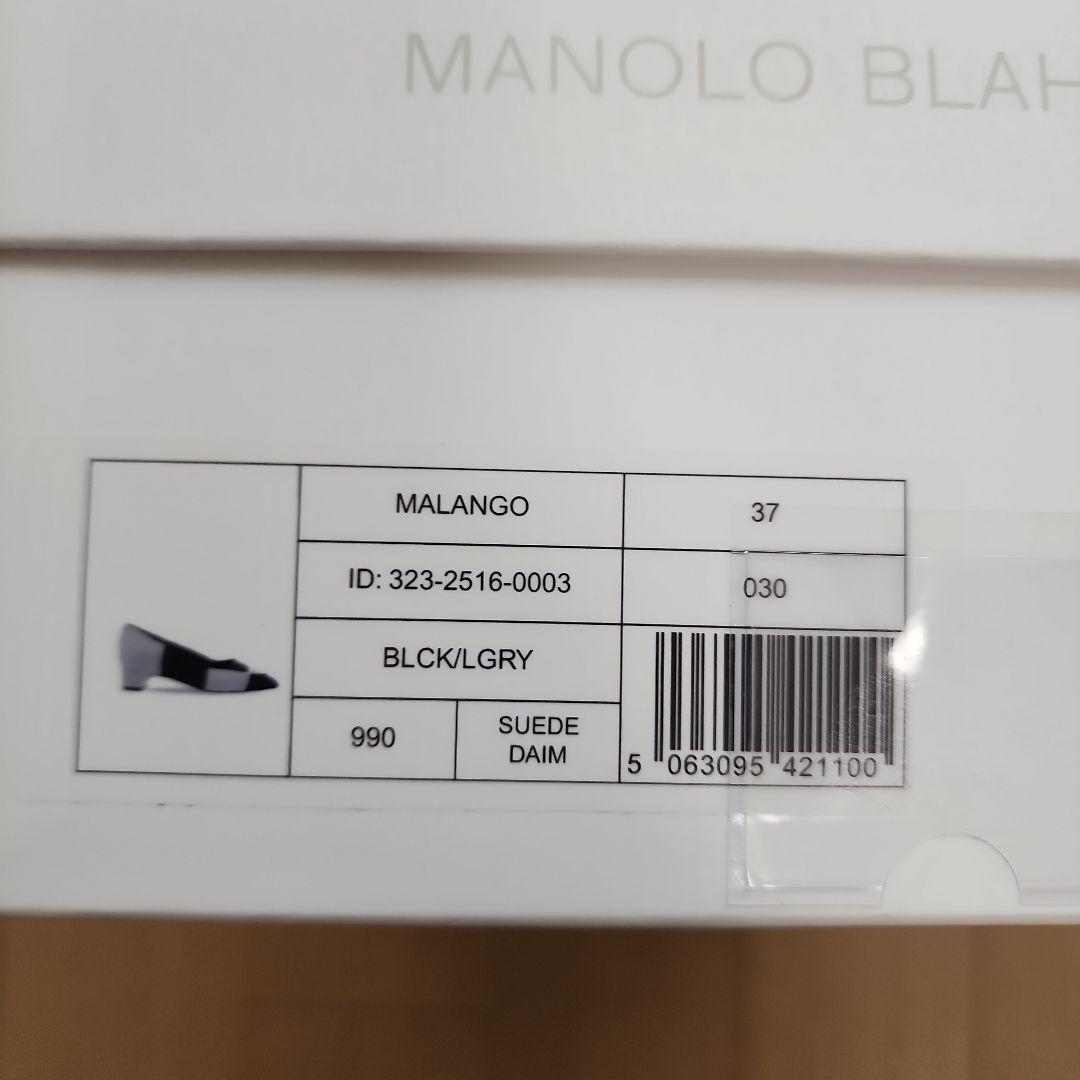 MANOLO BLAH
MALANGO
37
ID: 323-2516-0003
030
BLCK/LGRY
990
SUEDE
DAIM
5 063095 421100